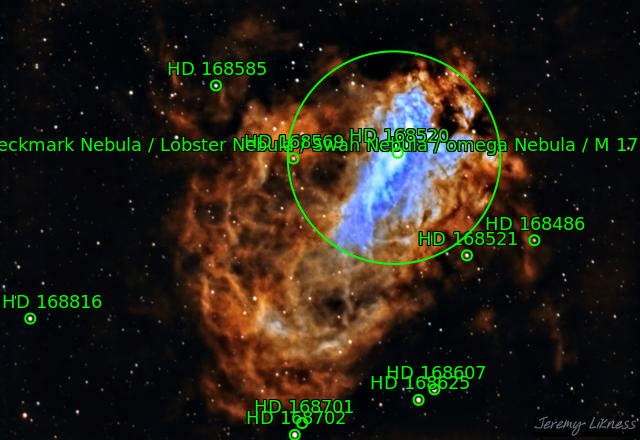 HD 168585
HD 168569
HD 168520
eckmark Nebula / Lobster Nebula / Swan Nebula / omega Nebula / M 17
HD 168486
HD 168521
HD 168816
HD 168607
HD 168625
HD 168701
HD 168702
Jeremy Likness